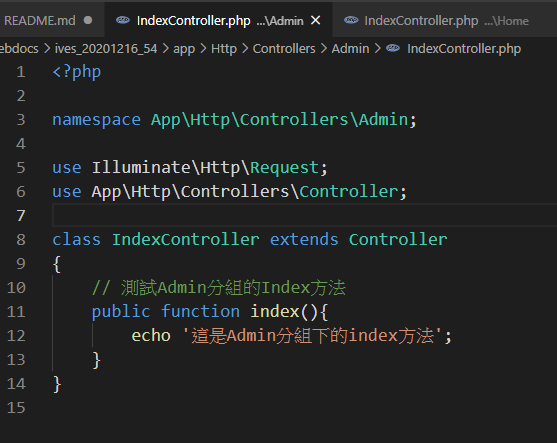 README.md IndexController.php ...\Admin IndexController.php ...\Home
ebdocs > ives_20201216_54 > app > Http > Controllers > Admin > IndexController.php
1 <?php
2
3 namespace App\Http\Controllers\Admin;
4
5 use Illuminate\Http\Request;
6 use App\Http\Controllers\Controller;
7
8 class IndexController extends Controller
9 {
10 // 測試Admin分組的Index方法
11 public function index(){
12 echo '這是Admin分組下的index方法';
13 }
14 }
15